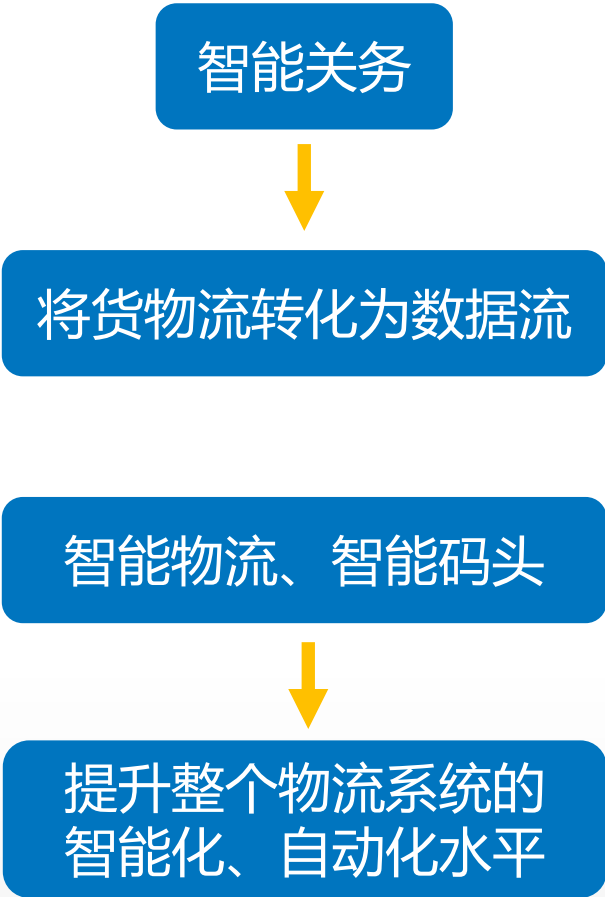 智能关务
将货物流转化为数据流
智能物流、智能码头
提升整个物流系统的
智能化、自动化水平